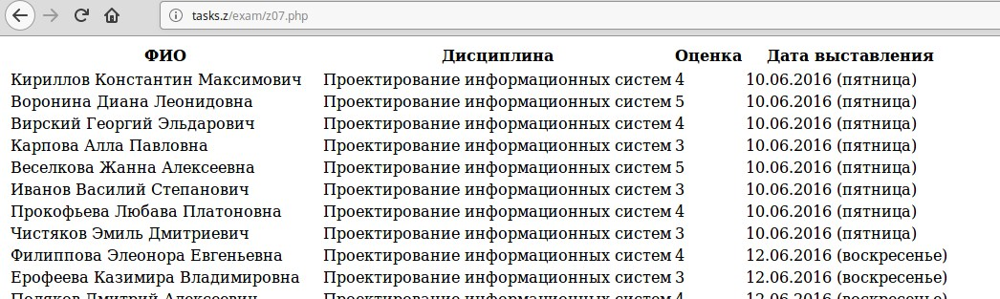 tasks.z/exam/z07.php
ФИО Дисциплина Оценка Дата выставления
Кириллов Константин Максимович Проектирование информационных систем 4 10.06.2016 (пятница)
Воронина Диана Леонидовна Проектирование информационных систем 5 10.06.2016 (пятница)
Вирский Георгий Эльдарович Проектирование информационных систем 4 10.06.2016 (пятница)
Карпова Алла Павловна Проектирование информационных систем 3 10.06.2016 (пятница)
Веселкова Жанна Алексеевна Проектирование информационных систем 5 10.06.2016 (пятница)
Иванов Василий Степанович Проектирование информационных систем 3 10.06.2016 (пятница)
Прокофьева Любава Платоновна Проектирование информационных систем 4 10.06.2016 (пятница)
Чистяков Эмиль Дмитриевич Проектирование информационных систем 3 10.06.2016 (пятница)
Филиппова Элеонора Евгеньевна Проектирование информационных систем 4 12.06.2016 (воскресенье)
Ерофеева Казимира Владимировна Проектирование информационных систем 3 12.06.2016 (воскресенье)
Поляков Дмитрий Алексеевич Проектирование информационных систем 4 12.06.2016 (воскресенье)